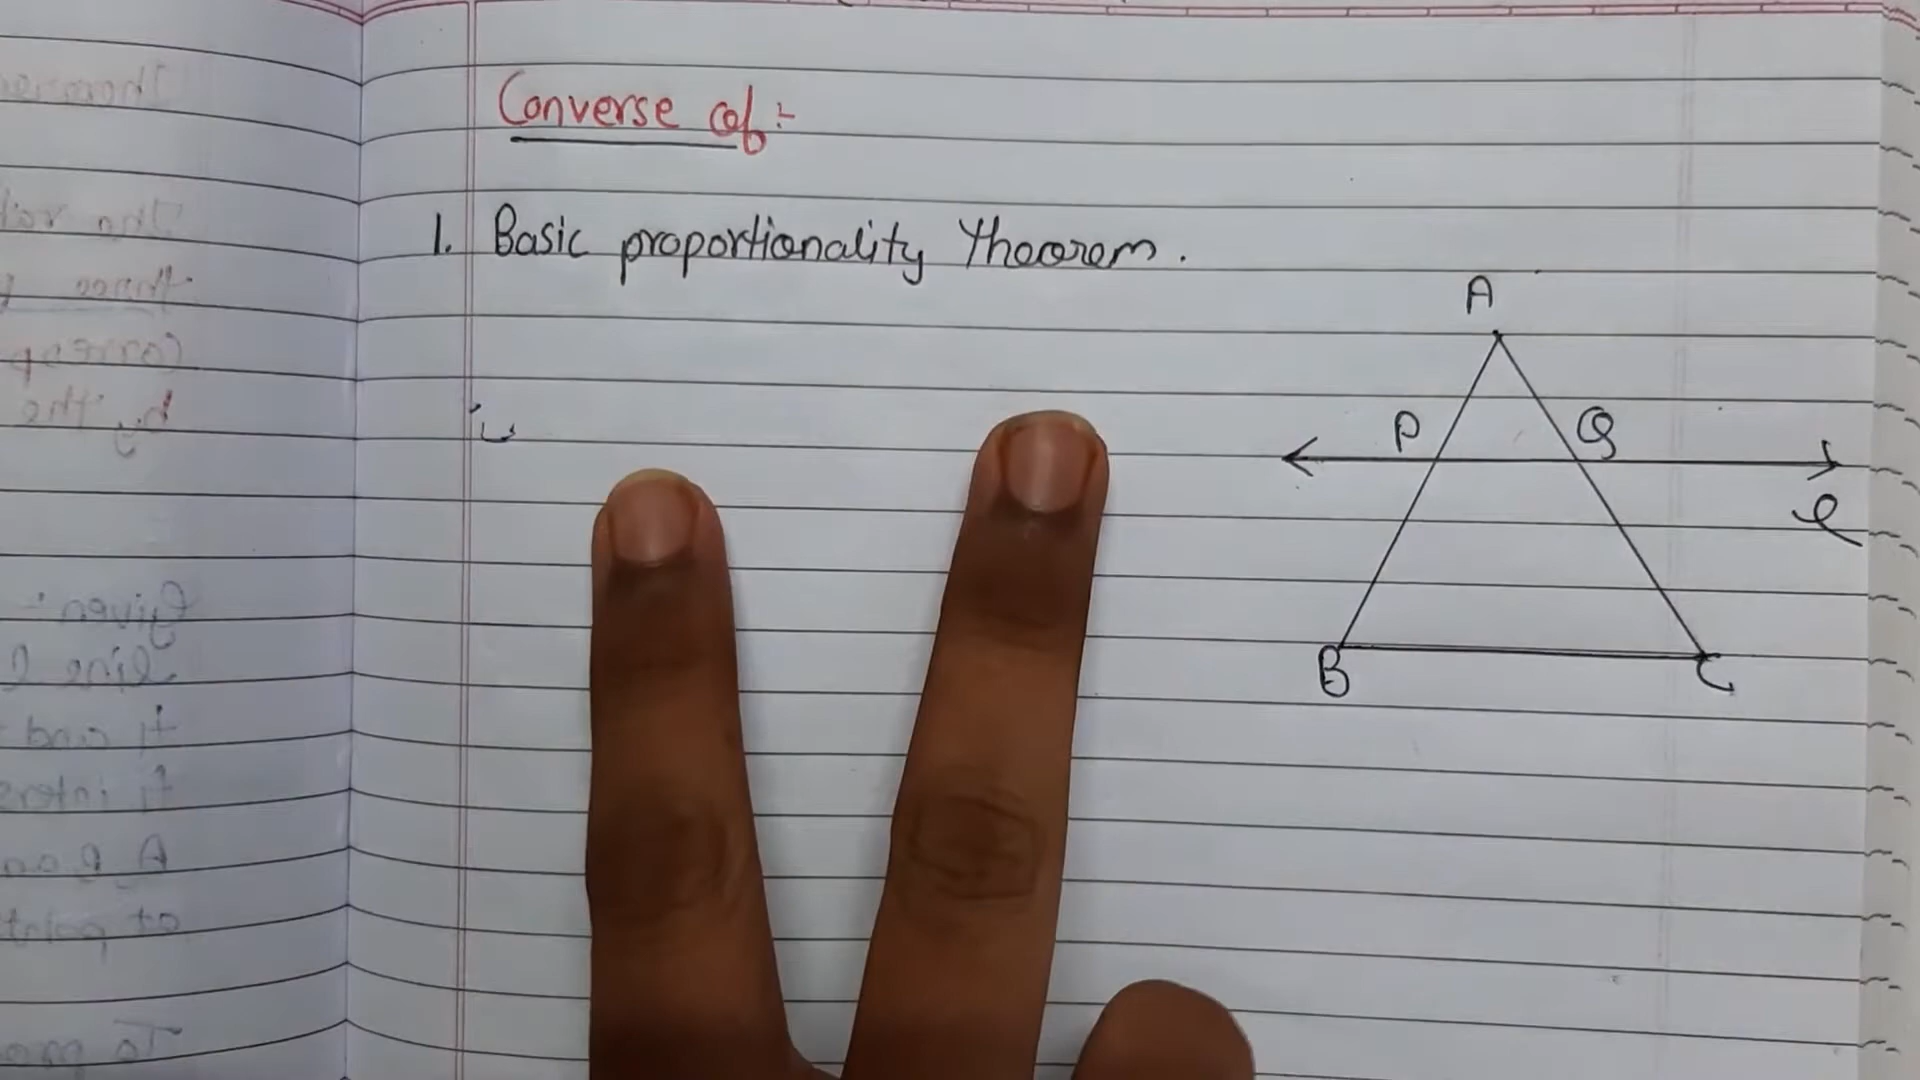 Converse of :-
1. Basic proportionality Theorem.
A
P Q
l
B C